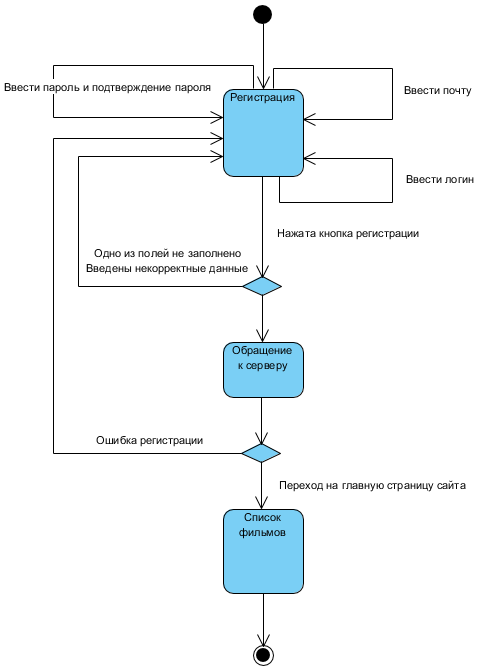 Ввести пароль и подтверждение пароля
Регистрация
Ввести почту
Ввести логин
Нажата кнопка регистрации
Одно из полей не заполнено
Введены некорректные данные
Обращение
к серверу
Ошибка регистрации
Переход на главную страницу сайта
Список
фильмов